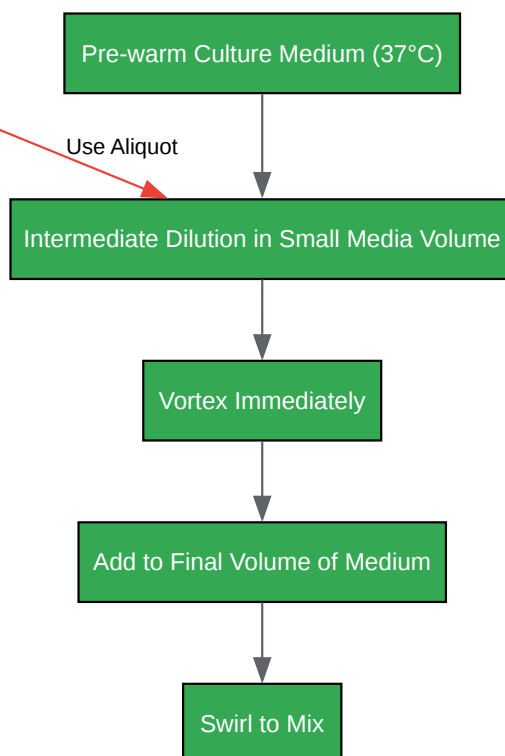 Pre-warm Culture Medium (37°C)
Use Aliquot
Intermediate Dilution in Small Media Volume
Vortex Immediately
Add to Final Volume of Medium
Swirl to Mix